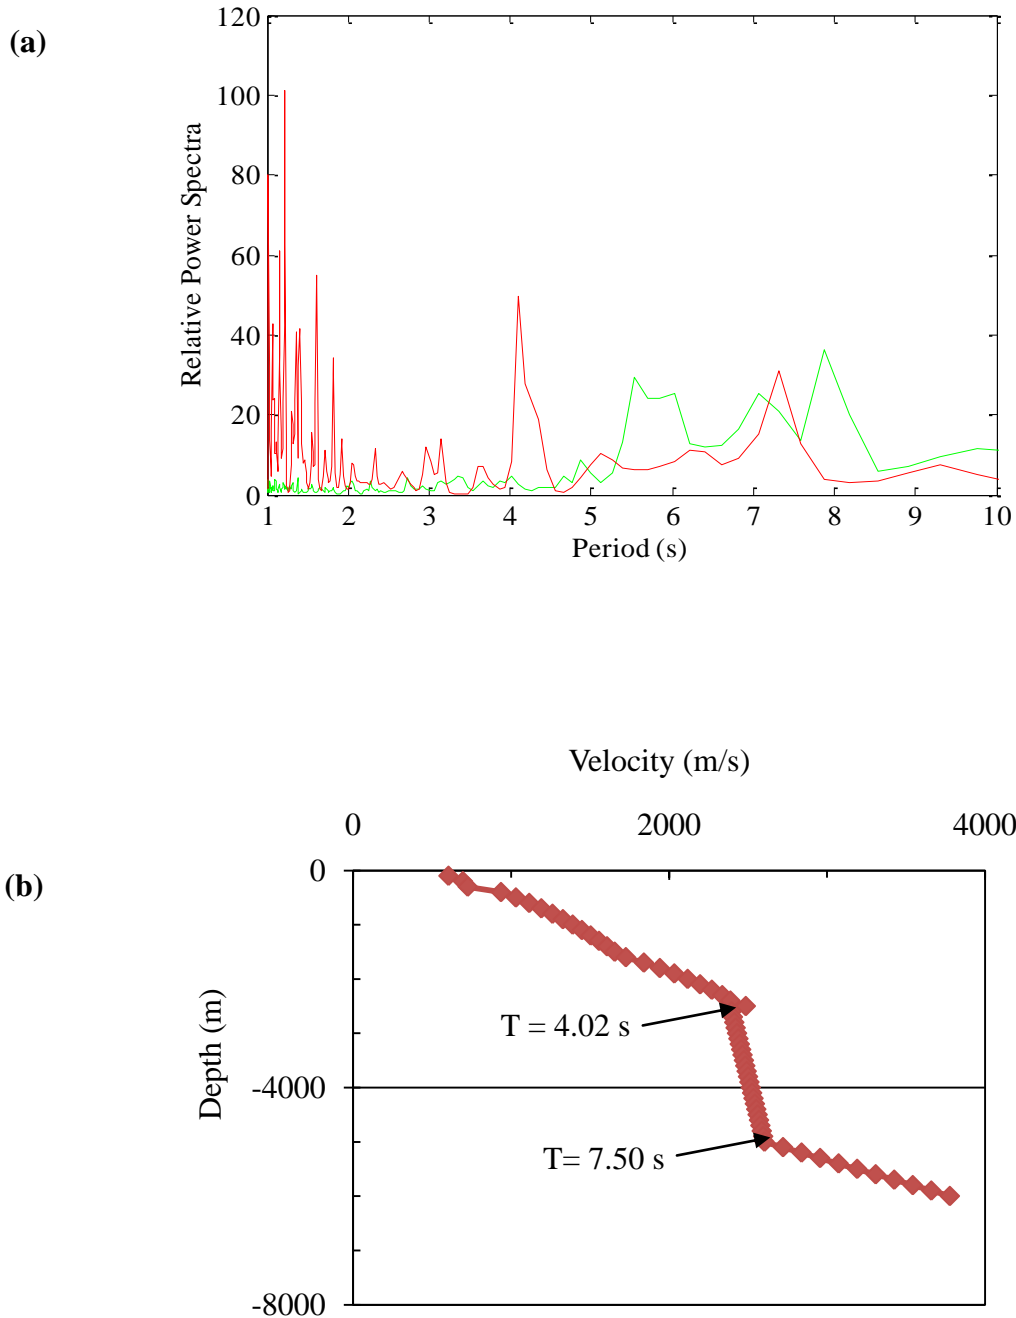 (a)
Relative Power Spectra
120
100
80
60
40
20
0
1 2 3 4 5 6 7 8 9 10
Period (s)
Velocity (m/s)
0 2000 4000
(b)
Depth (m)
0
T = 4.02 s
-4000
T= 7.50 s
-8000